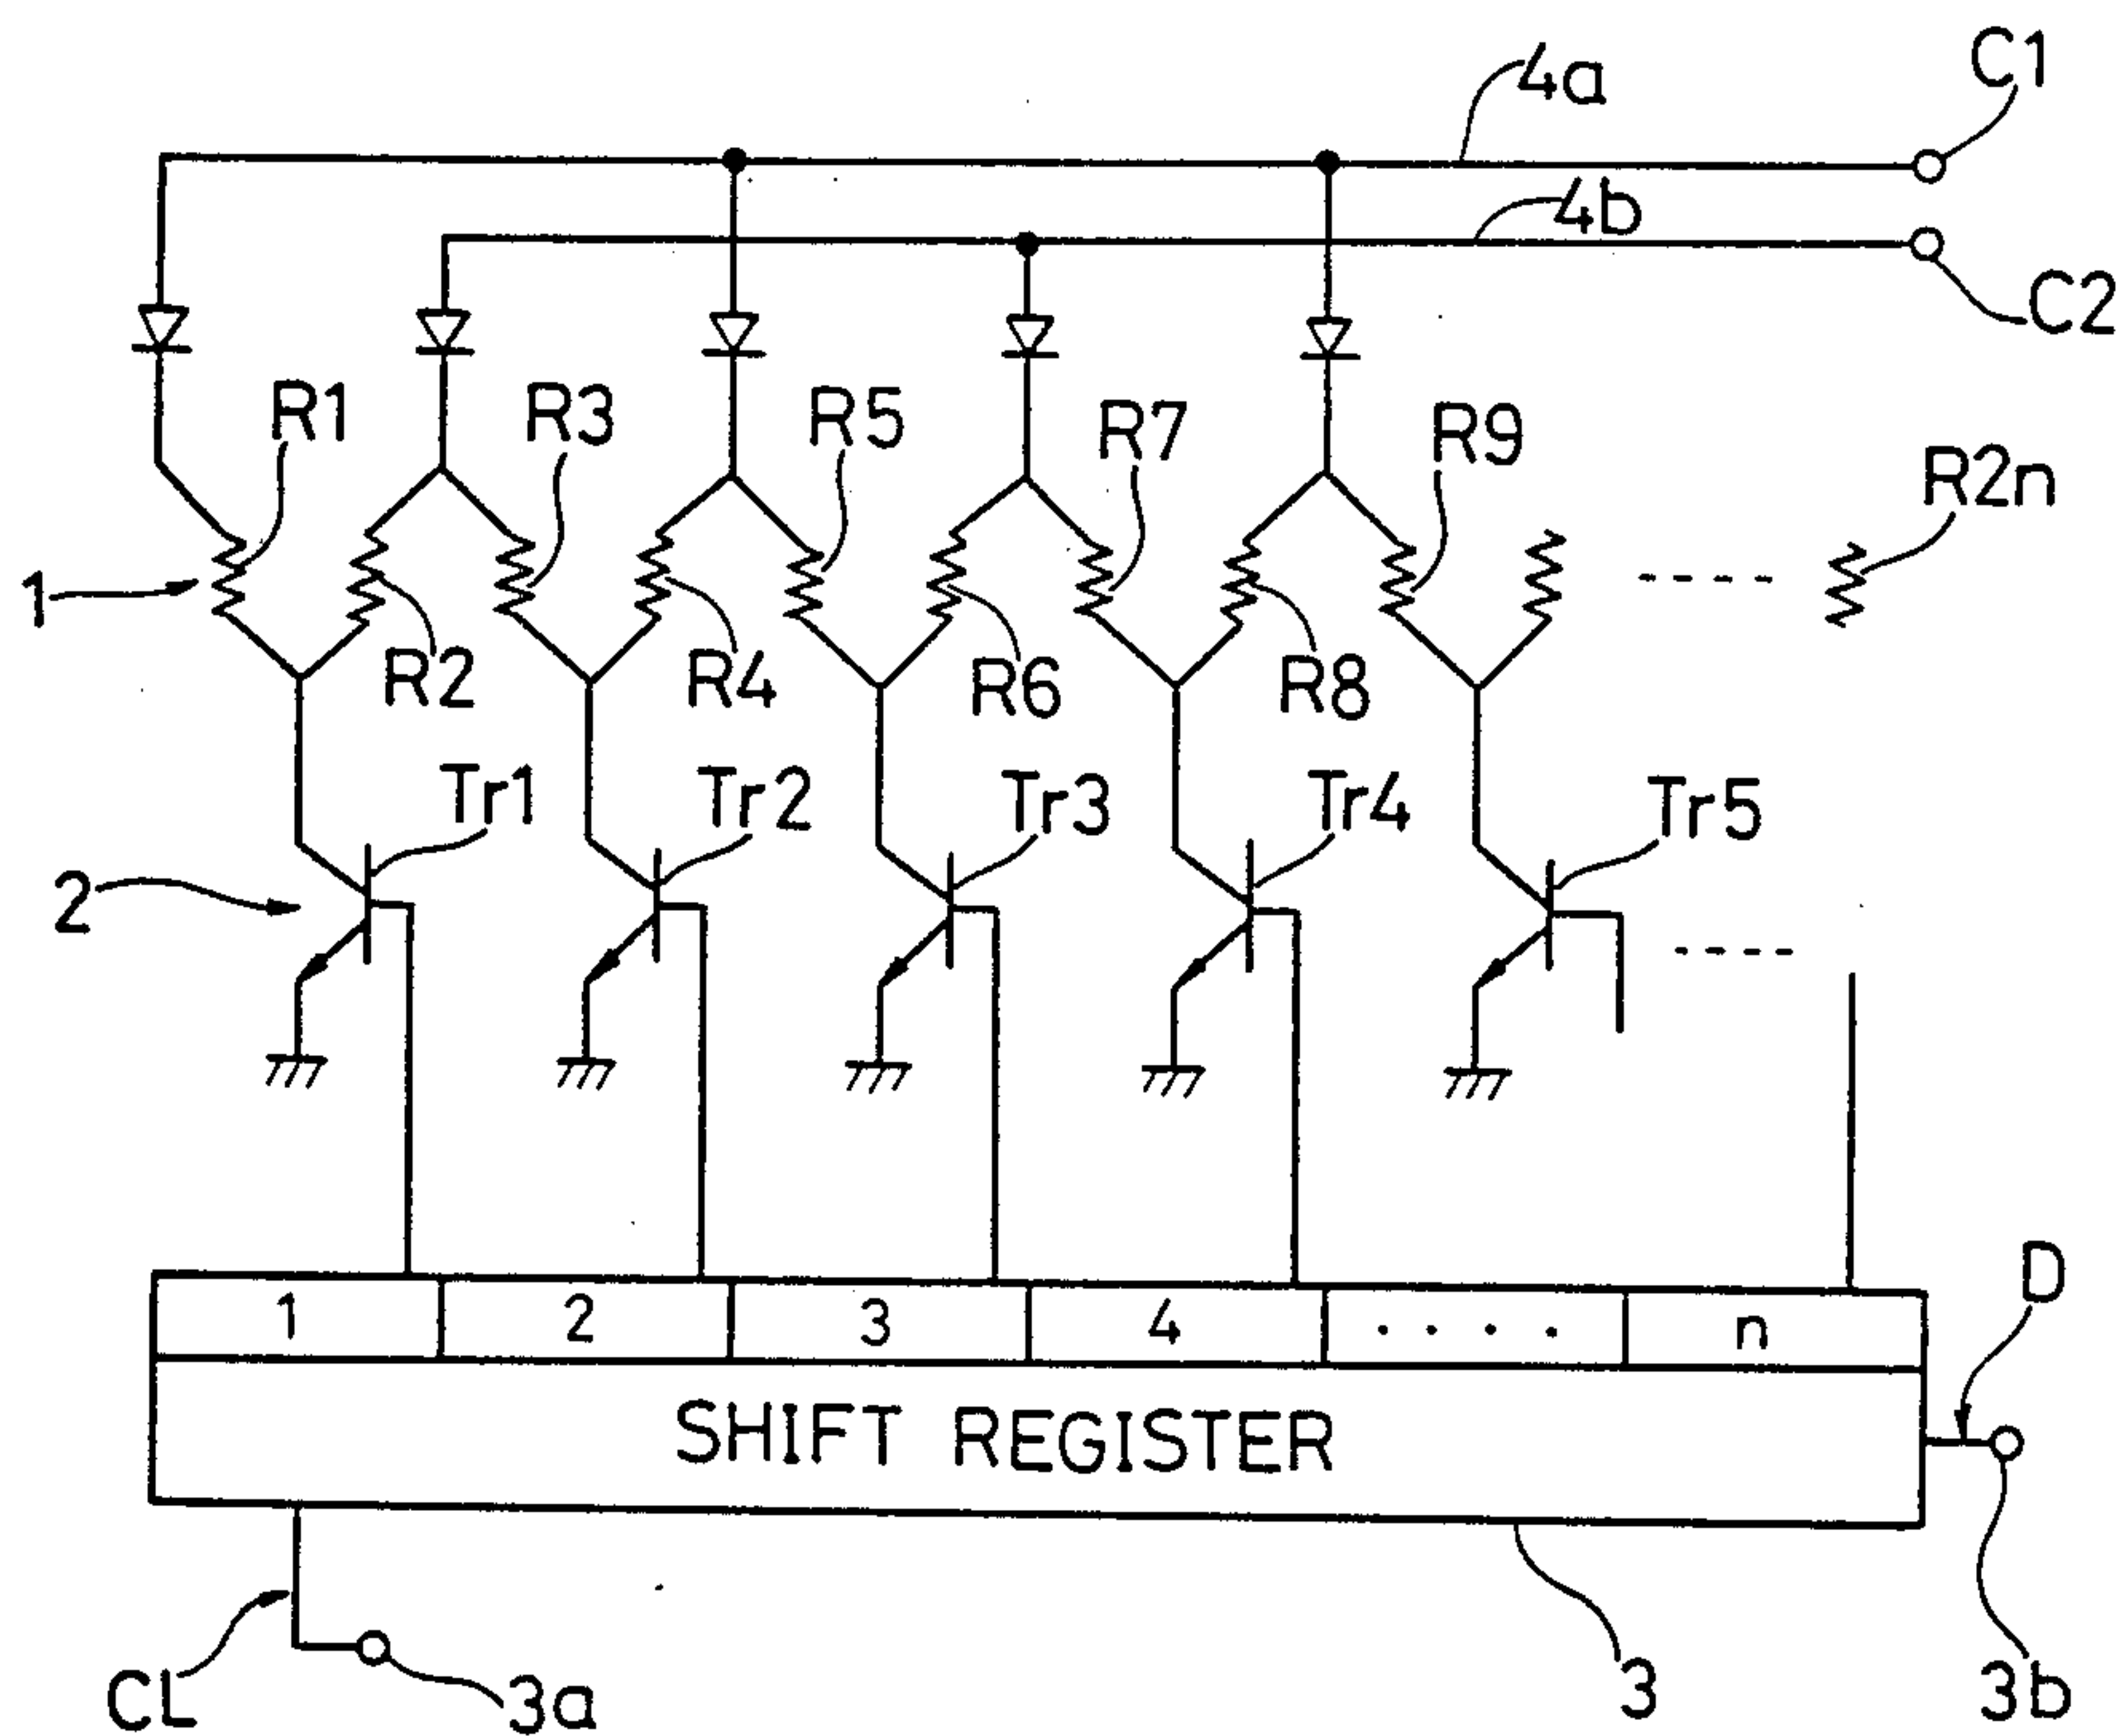 C1
4a
4b
C2
R1
R3
R5
R7
R9
R2n
1
R2
R4
R6
R8
Tr1
Tr2
Tr3
Tr4
Tr5
2
D
1 2 3 4 . . . . n
SHIFT REGISTER
CL
3a
3
3b